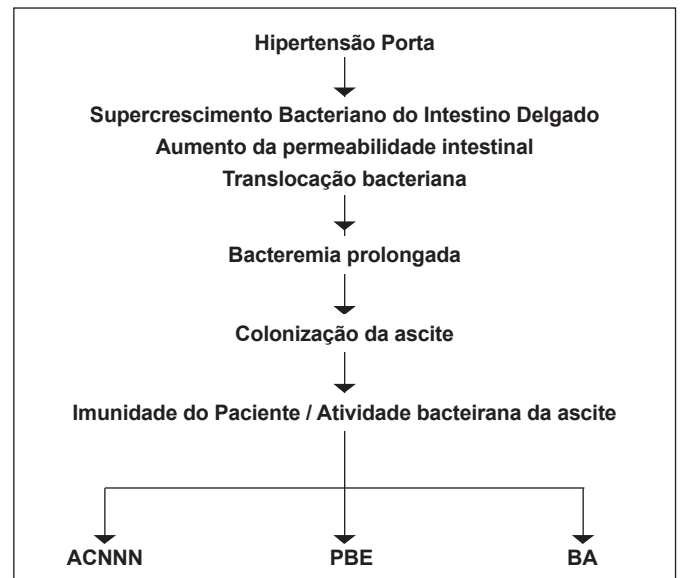 Hipertensão Porta
Supercrescimento Bacteriano do Intestino Delgado
Aumento da permeabilidade intestinal
Translocação bacteriana
Bacteremia prolongada
Colonização da ascite
Imunidade do Paciente / Atividade bacteirana da ascite
ACNNN PBE BA